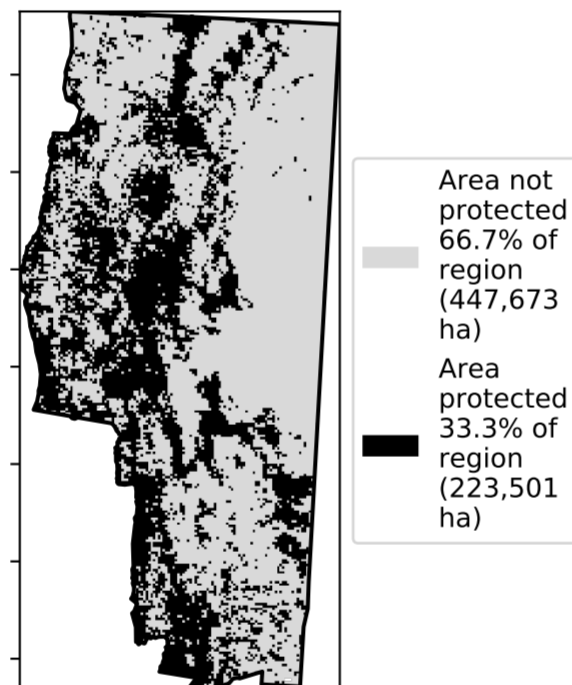 Area not
protected
66.7% of
region
(447,673
ha)
Area
protected
33.3% of
region
(223,501
ha)